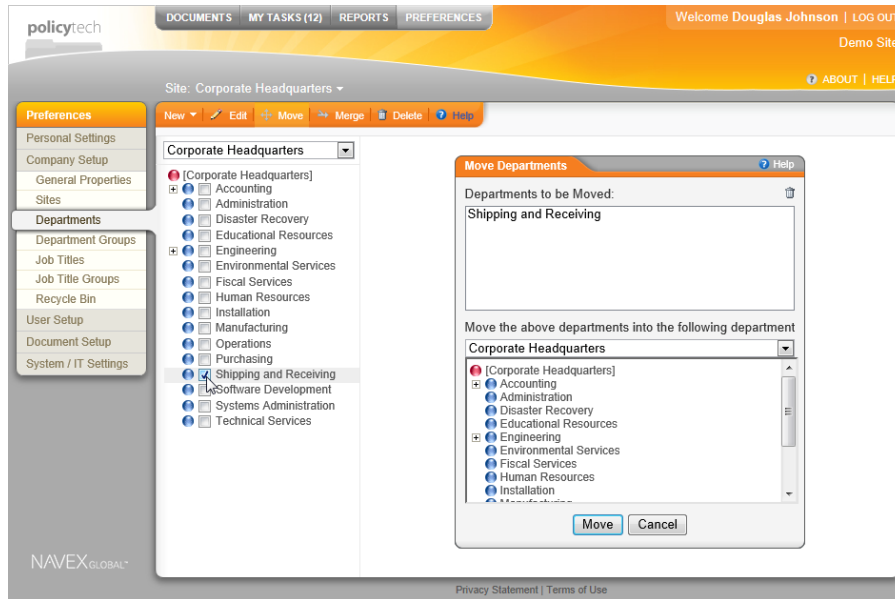 policytech
DOCUMENTS MY TASKS (12) REPORTS PREFERENCES
Welcome Douglas Johnson | LOG OUT
Demo Site
ABOUT | HELP
Site: Corporate Headquarters
Preferences
Personal Settings
Company Setup
General Properties
Sites
Departments
Department Groups
Job Titles
Job Title Groups
Recycle Bin
User Setup
Document Setup
System / IT Settings
New Edit Move Merge Delete Help
Corporate Headquarters
[Corporate Headquarters]
Accounting
Administration
Disaster Recovery
Educational Resources
Engineering
Environmental Services
Fiscal Services
Human Resources
Installation
Manufacturing
Operations
Purchasing
Shipping and Receiving
Software Development
Systems Administration
Technical Services
Move Departments Help
Departments to be Moved:
Shipping and Receiving
Move the above departments into the following department
Corporate Headquarters
[Corporate Headquarters]
Accounting
Administration
Disaster Recovery
Educational Resources
Engineering
Environmental Services
Fiscal Services
Human Resources
Installation
Manufacturing
Move Cancel
NAVEX GLOBAL™
Privacy Statement | Terms of Use